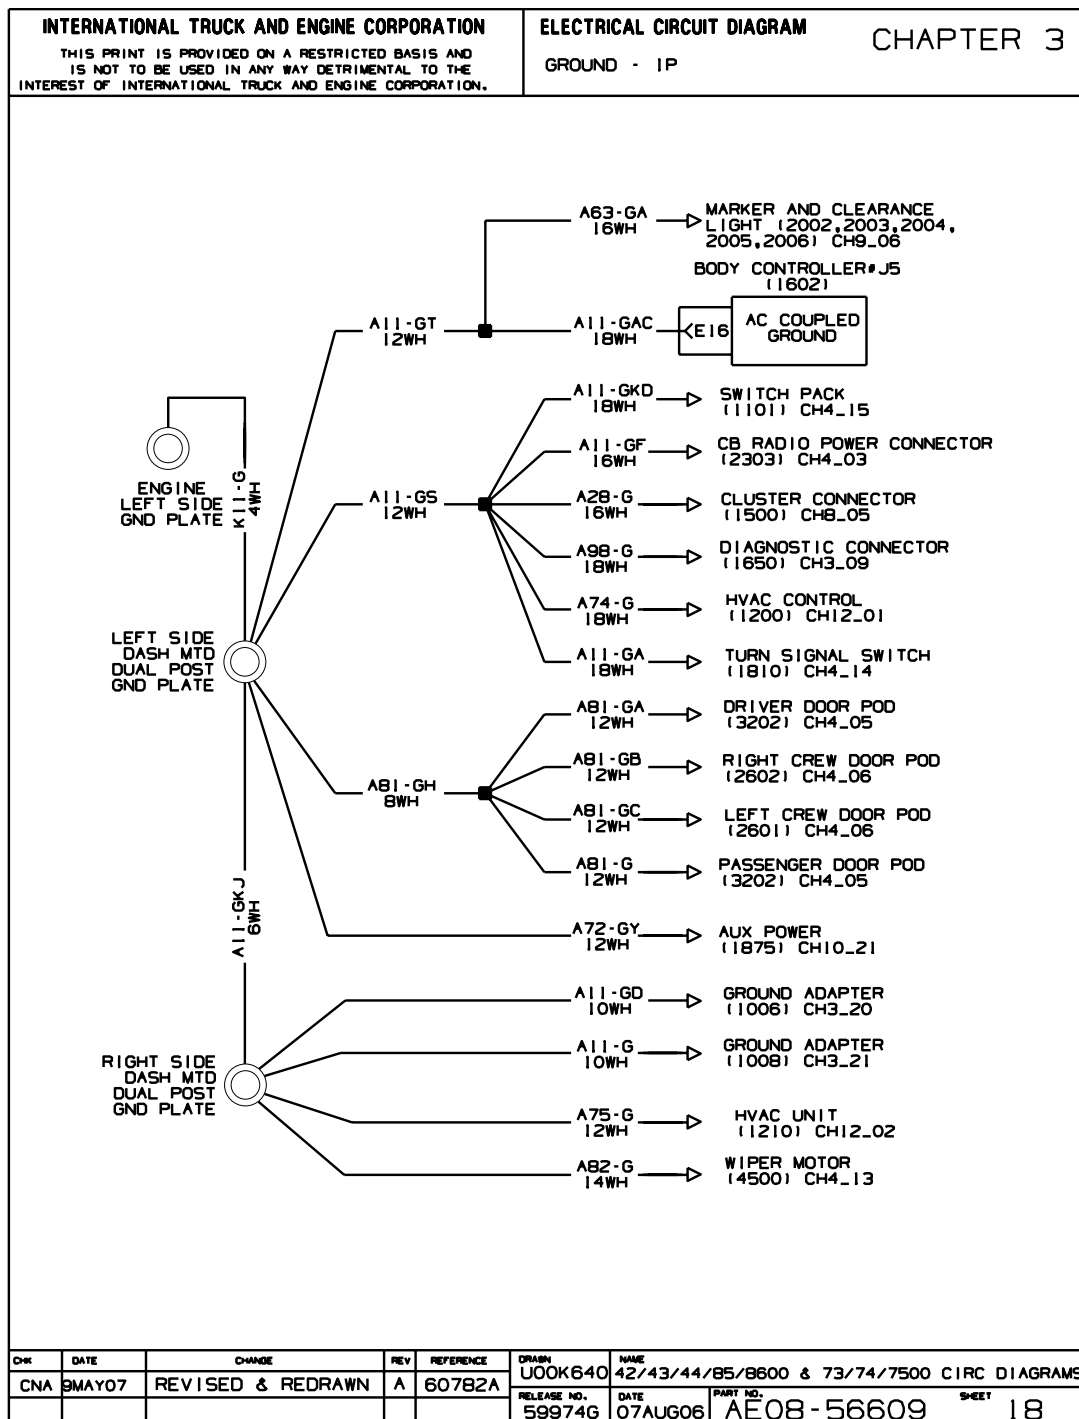 INTERNATIONAL TRUCK AND ENGINE CORPORATION
THIS PRINT IS PROVIDED ON A RESTRICTED BASIS AND
IS NOT TO BE USED IN ANY WAY DETRIMENTAL TO THE
INTEREST OF INTERNATIONAL TRUCK AND ENGINE CORPORATION.
ELECTRICAL CIRCUIT DIAGRAM
GROUND - IP
CHAPTER 3
A63-GA
16WH
MARKER AND CLEARANCE
LIGHT (2002,2003,2004,
2005,2006) CH9_06
BODY CONTROLLER#J5
(1602)
A11-GT
12WH
A11-GAC
18WH
E16
AC COUPLED
GROUND
A11-GKD
18WH
SWITCH PACK
(1101) CH4_15
A11-GF
16WH
CB RADIO POWER CONNECTOR
(2303) CH4_03
ENGINE
LEFT SIDE
GND PLATE
K11-G
4WH
A11-GS
12WH
A28-G
16WH
CLUSTER CONNECTOR
(1500) CH8_05
A98-G
18WH
DIAGNOSTIC CONNECTOR
(1650) CH3_09
A74-G
18WH
HVAC CONTROL
(1200) CH12_01
LEFT SIDE
DASH MTD
DUAL POST
GND PLATE
A11-GA
18WH
TURN SIGNAL SWITCH
(1810) CH4_14
A81-GA
12WH
DRIVER DOOR POD
(3202) CH4_05
A81-GH
8WH
A81-GB
12WH
RIGHT CREW DOOR POD
(2602) CH4_06
A81-GC
12WH
LEFT CREW DOOR POD
(2601) CH4_06
A81-G
12WH
PASSENGER DOOR POD
(3202) CH4_05
A11-GKJ
6WH
A72-GY
12WH
AUX POWER
(1875) CH10_21
A11-GD
10WH
GROUND ADAPTER
(1006) CH3_20
RIGHT SIDE
DASH MTD
DUAL POST
GND PLATE
A11-G
10WH
GROUND ADAPTER
(1008) CH3_21
A75-G
12WH
HVAC UNIT
(1210) CH12_02
A82-G
14WH
WIPER MOTOR
(4500) CH4_13
CHK DATE CHANGE REV REFERENCE
CNA 9MAY07 REVISED & REDRAWN A 60782A
DRAWN NAME
U00K640 42/43/44/85/8600 & 73/74/7500 CIRC DIAGRAMS
RELEASE NO. DATE PART NO. SHEET
59974G 07AUG06 AE08-56609 18